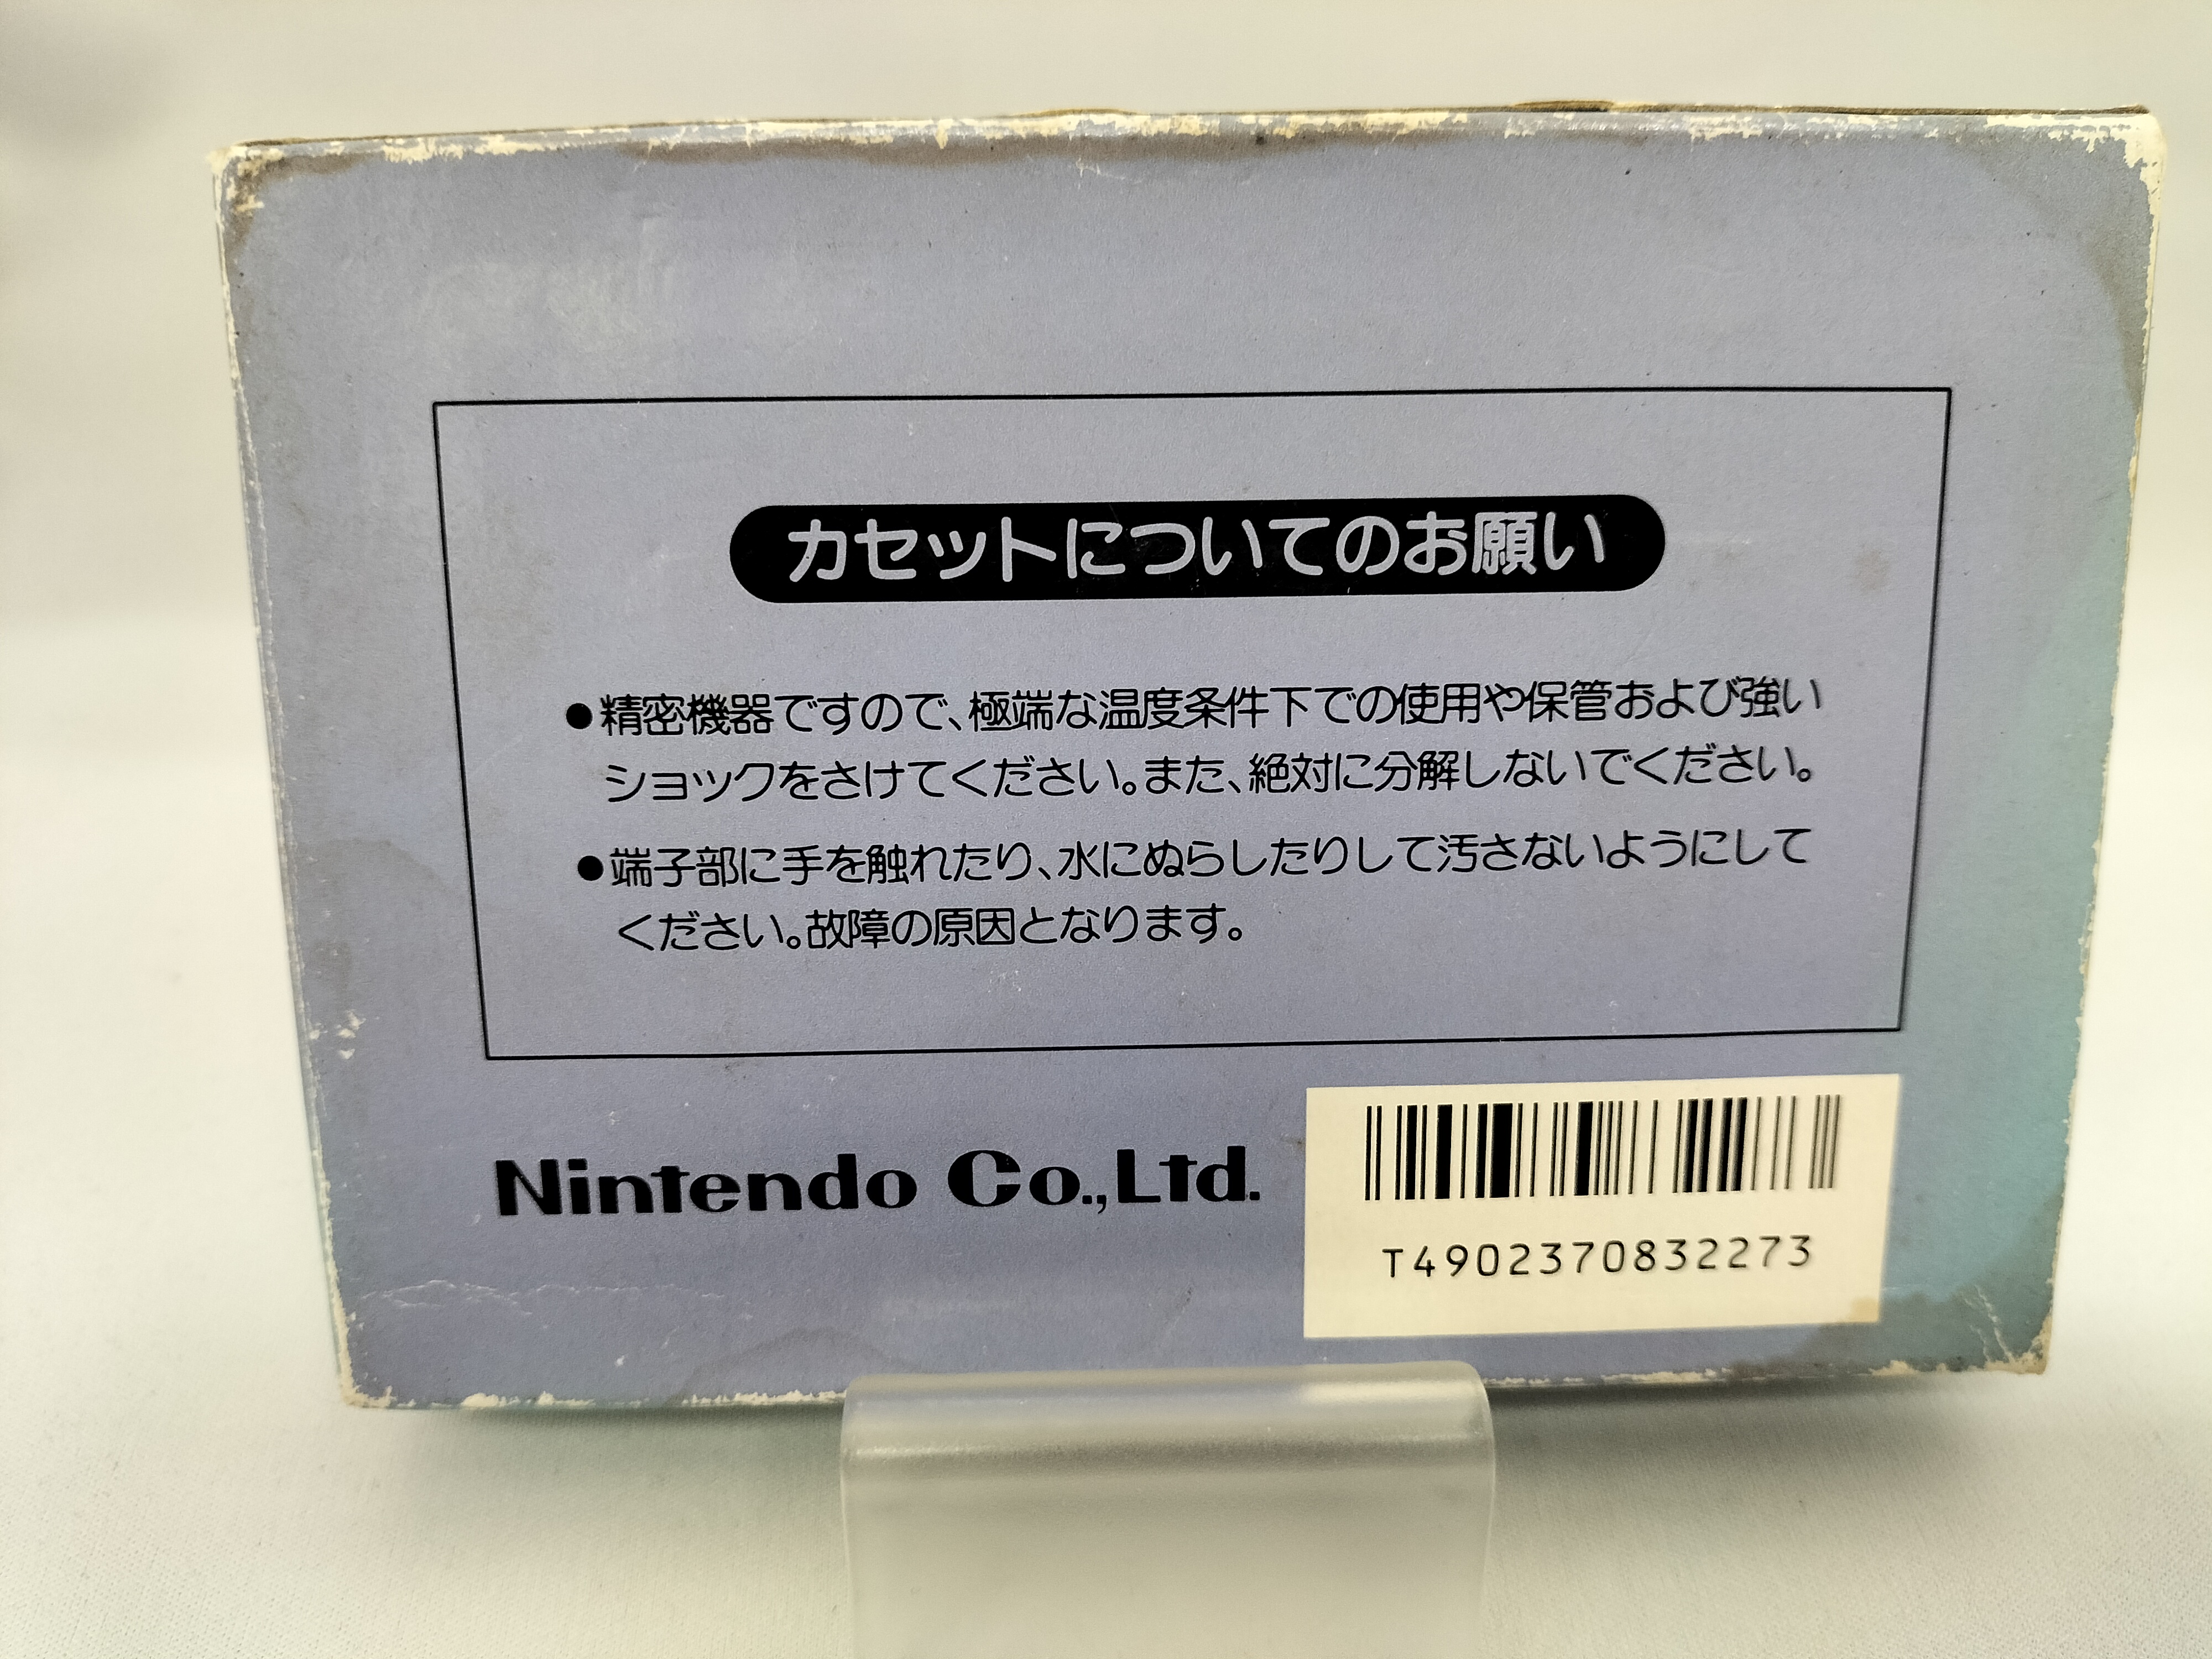 カセットについてのお願い
●精密機器ですので、極端な温度条件下での使用や保管および強い
ショックをさけてください。また、絶対に分解しないでください。
●端子部に手を触れたり、水にぬらしたりして汚さないようにして
ください。故障の原因となります。
Nintendo Co.,Ltd.
T4902370832273